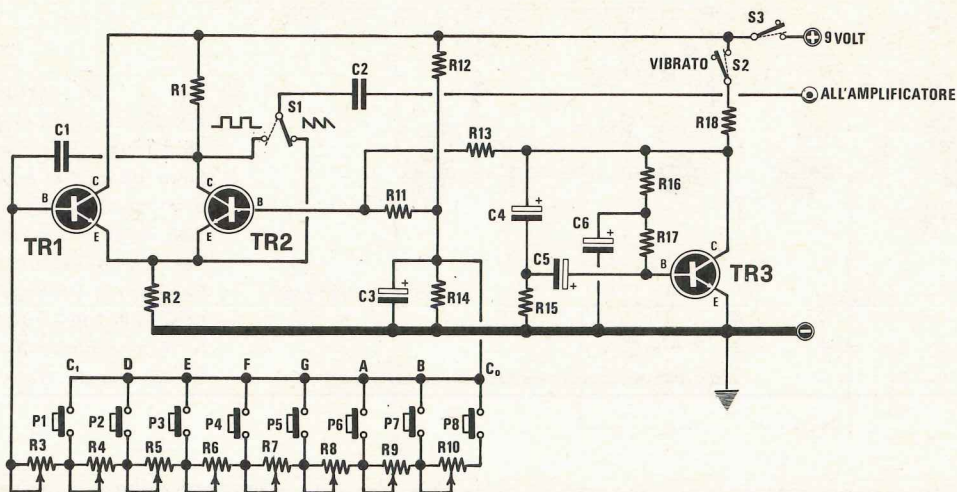 S3
9 VOLT
VIBRATO S2
ALL'AMPLIFICATORE
R12
R1
C2
S1
R18
C1
R13
R16
C4
C6
R11
R17
C
B
E
TR1
C
B
E
TR2
C5
C
B
E
TR3
R2
C3
R14
R15
C1 D E F G A B C0
P1 P2 P3 P4 P5 P6 P7 P8
R3 R4 R5 R6 R7 R8 R9 R10